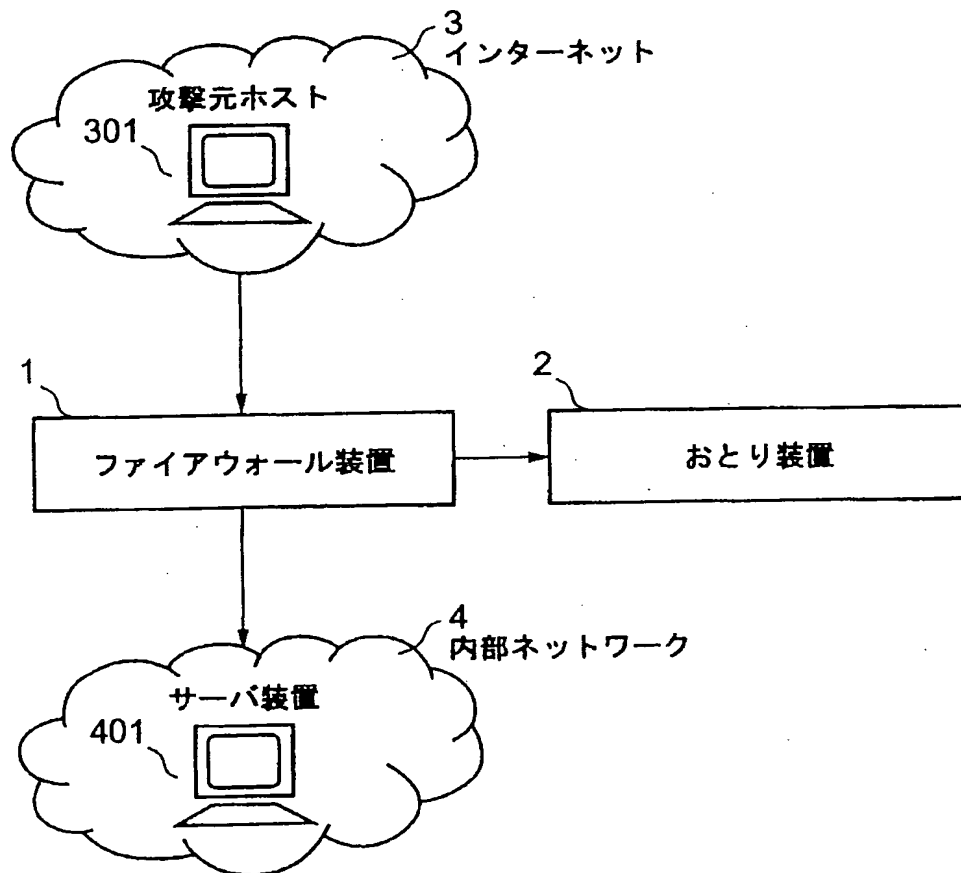 3
インターネット
攻撃元ホスト
301
1
ファイアウォール装置
2
おとり装置
4
内部ネットワーク
サーバ装置
401